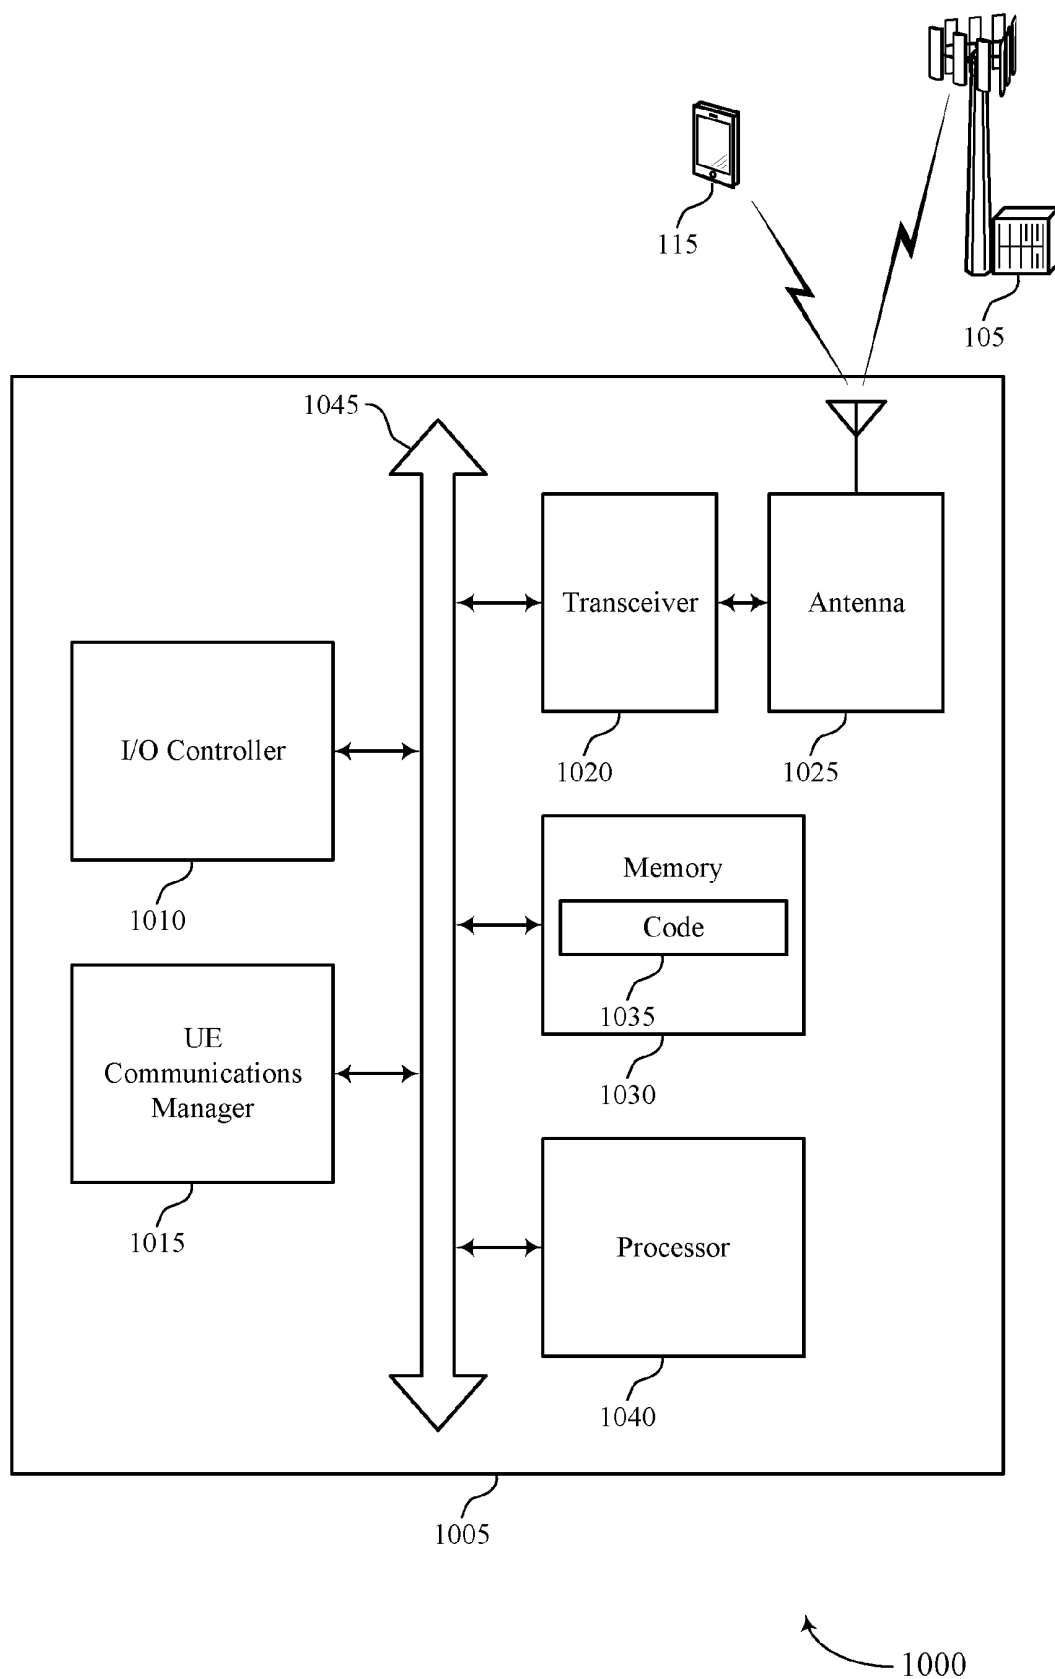 115
105
1045
Transceiver
Antenna
1020
1025
I/O Controller
1010
Memory
Code
1035
1030
UE
Communications
Manager
1015
Processor
1040
1005
1000